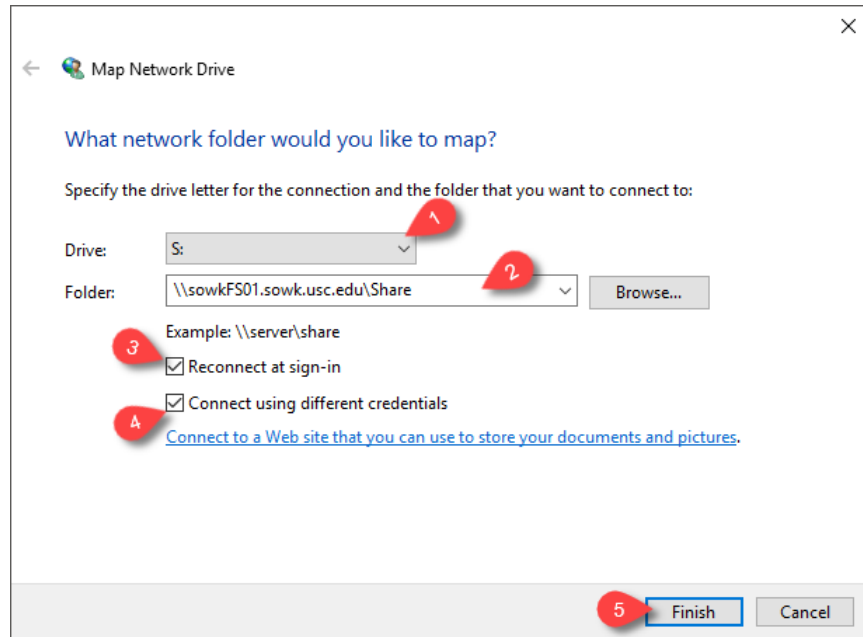 Map Network Drive
What network folder would you like to map?
Specify the drive letter for the connection and the folder that you want to connect to:
1
Drive: S:
2
Folder: \\sowkFS01.sowk.usc.edu\Share Browse...
Example: \\server\share
3
Reconnect at sign-in
4
Connect using different credentials
Connect to a Web site that you can use to store your documents and pictures.
5 Finish Cancel